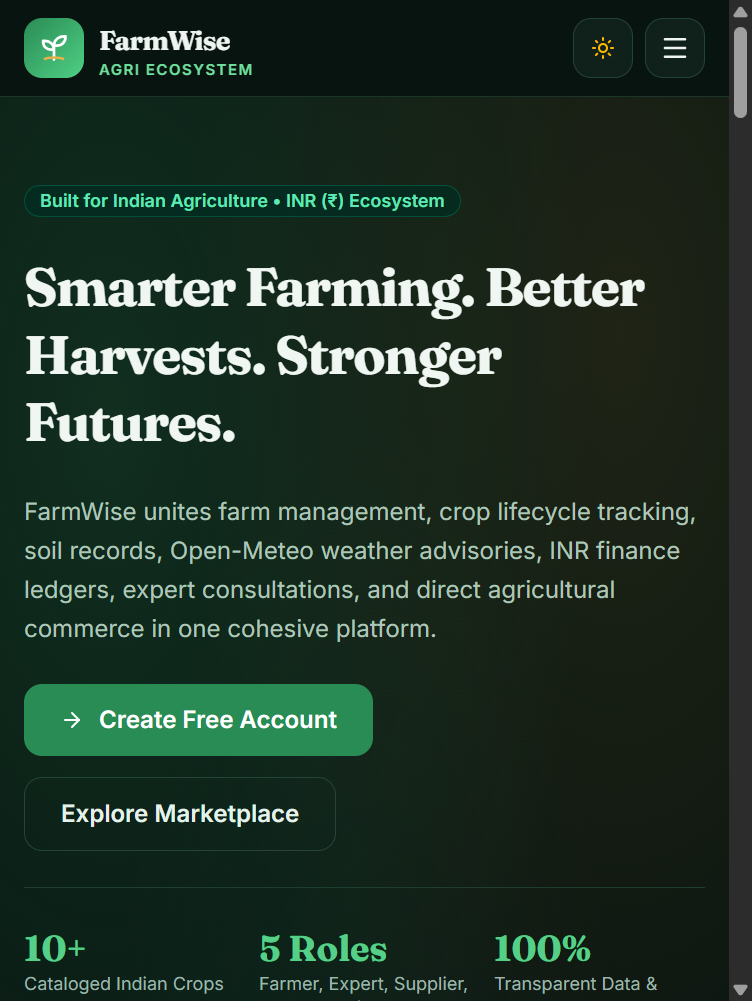 FarmWise
AGRI ECOSYSTEM
Built for Indian Agriculture • INR (₹) Ecosystem
Smarter Farming. Better
Harvests. Stronger
Futures.
FarmWise unites farm management, crop lifecycle tracking,
soil records, Open-Meteo weather advisories, INR finance
ledgers, expert consultations, and direct agricultural
commerce in one cohesive platform.
Create Free Account
Explore Marketplace
10+
Cataloged Indian Crops
5 Roles
Farmer, Expert, Supplier,
100%
Transparent Data &